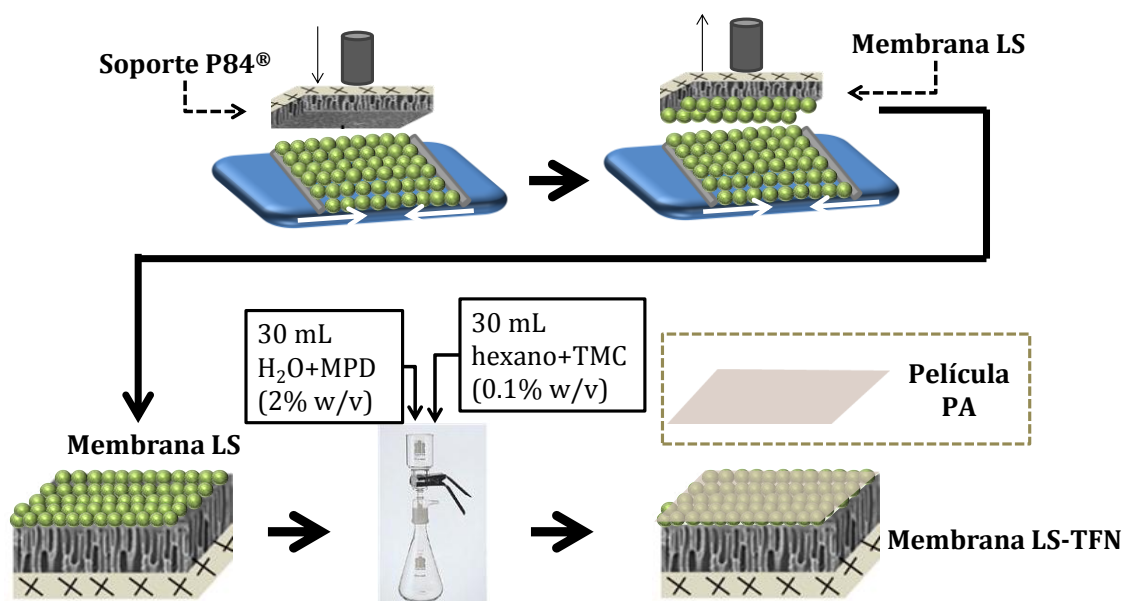 Soporte P84®
Membrana LS
30 mL
H₂O+MPD
(2% w/v)
30 mL
hexano+TMC
(0.1% w/v)
Película
PA
Membrana LS
Membrana LS-TFN